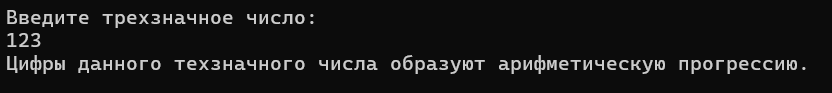 Введите трехзначное число:
123
Цифры данного техзначного числа образуют арифметическую прогрессию.